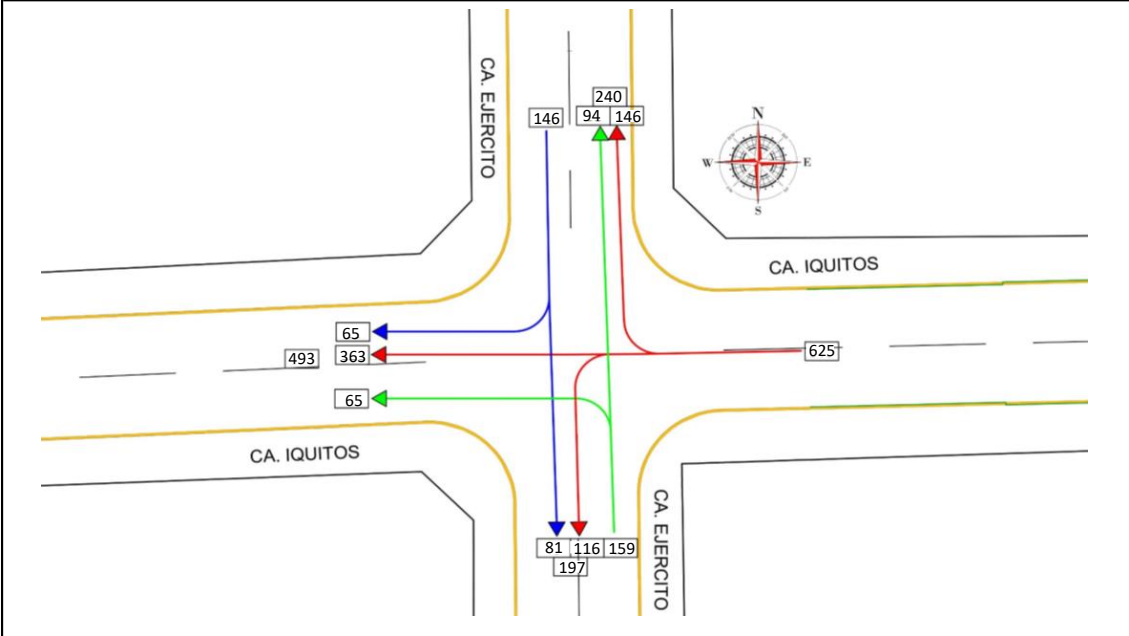 CA. EJERCITO
240
146
94 146
N
W E
S
CA. IQUITOS
65
493 363
625
65
CA. IQUITOS
CA. EJERCITO
81 116 159
197